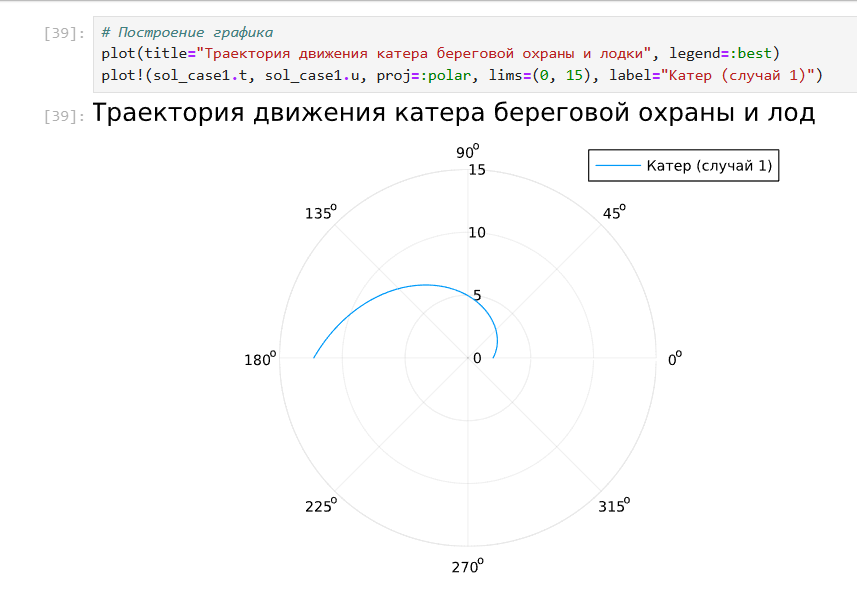 [39]: # Построение графика
plot(title="Траектория движения катера береговой охраны и лодки", legend=:best)
plot!(sol_case1.t, sol_case1.u, proj=:polar, lims=(0, 15), label="Катер (случай 1)")
[39]: Траектория движения катера береговой охраны и лод
90°
15
Катер (случай 1)
135°
45°
10
5
180°
0
0°
225°
315°
270°